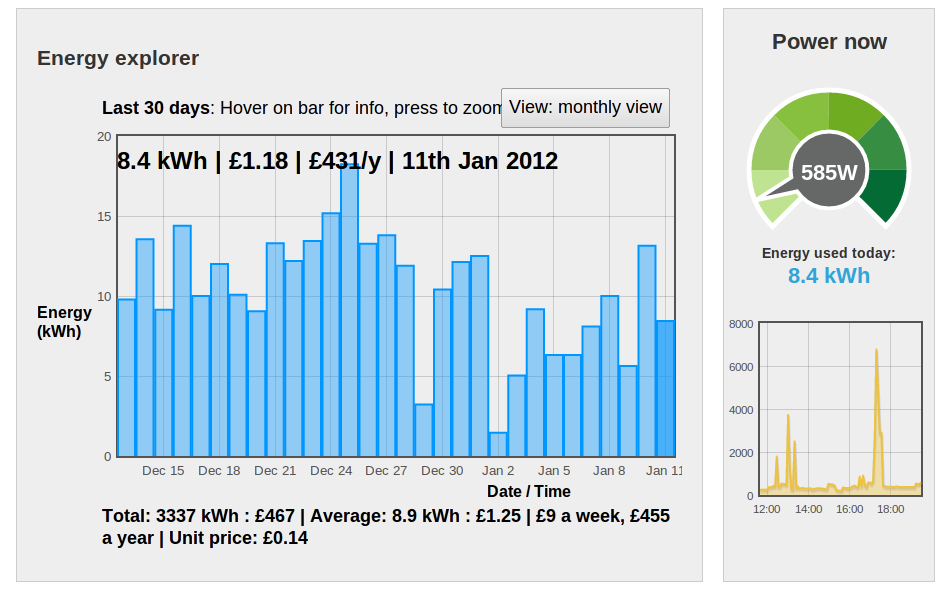 Energy explorer
Last 30 days: Hover on bar for info, press to zoom
View: monthly view
8.4 kWh | £1.18 | £431/y | 11th Jan 2012
20
15
10
5
0
Energy
(kWh)
Dec 15 Dec 18 Dec 21 Dec 24 Dec 27 Dec 30 Jan 2 Jan 5 Jan 8 Jan 11
Date / Time
Total: 3337 kWh : £467 | Average: 8.9 kWh : £1.25 | £9 a week, £455
a year | Unit price: £0.14
Power now
585W
Energy used today:
8.4 kWh
8000
6000
4000
2000
0
12:00 14:00 16:00 18:00